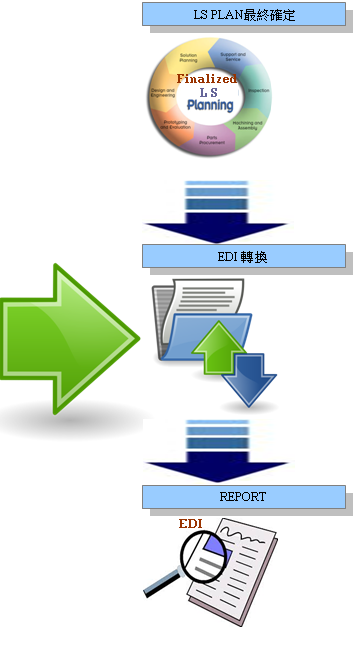 LS PLAN最終確定
Solution
Planning
Support and
Service
Finalized
L S
Planning
Design and
Engineering
Inspection
Prototyping
and Evaluation
Machining and
Assembly
Parts
Procurement
EDI 轉換
REPORT
EDI